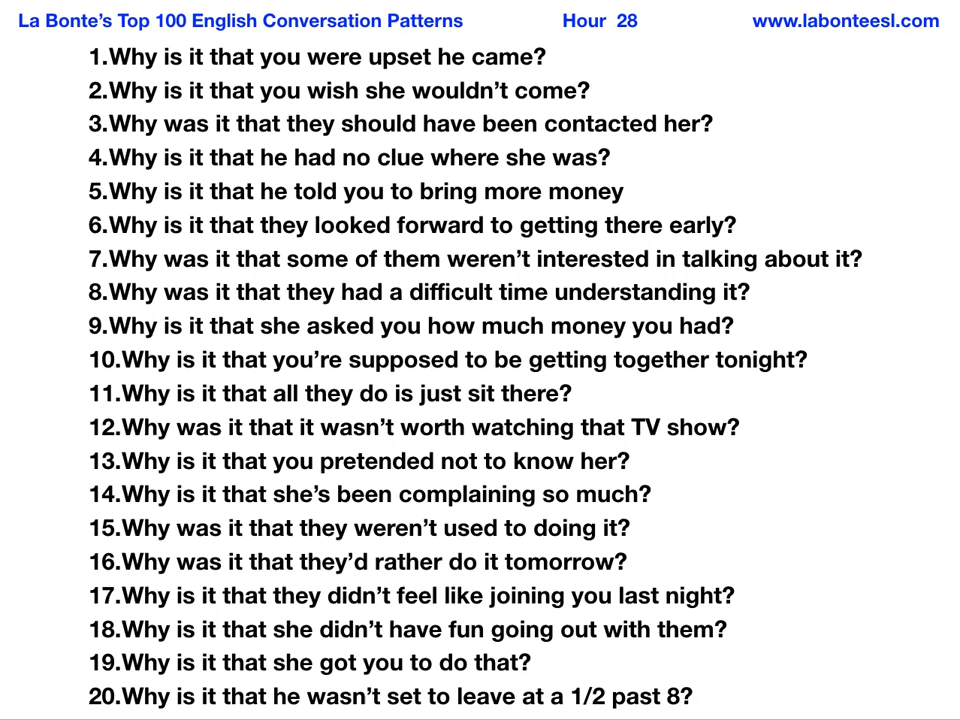 La Bonte's Top 100 English Conversation Patterns Hour 28 www.labonteesl.com
1.Why is it that you were upset he came?
2.Why is it that you wish she wouldn't come?
3.Why was it that they should have been contacted her?
4.Why is it that he had no clue where she was?
5.Why is it that he told you to bring more money
6.Why is it that they looked forward to getting there early?
7.Why was it that some of them weren't interested in talking about it?
8.Why was it that they had a difficult time understanding it?
9.Why is it that she asked you how much money you had?
10.Why is it that you're supposed to be getting together tonight?
11.Why is it that all they do is just sit there?
12.Why was it that it wasn't worth watching that TV show?
13.Why is it that you pretended not to know her?
14.Why is it that she's been complaining so much?
15.Why was it that they weren't used to doing it?
16.Why was it that they'd rather do it tomorrow?
17.Why is it that they didn't feel like joining you last night?
18.Why is it that she didn't have fun going out with them?
19.Why is it that she got you to do that?
20.Why is it that he wasn't set to leave at a 1/2 past 8?